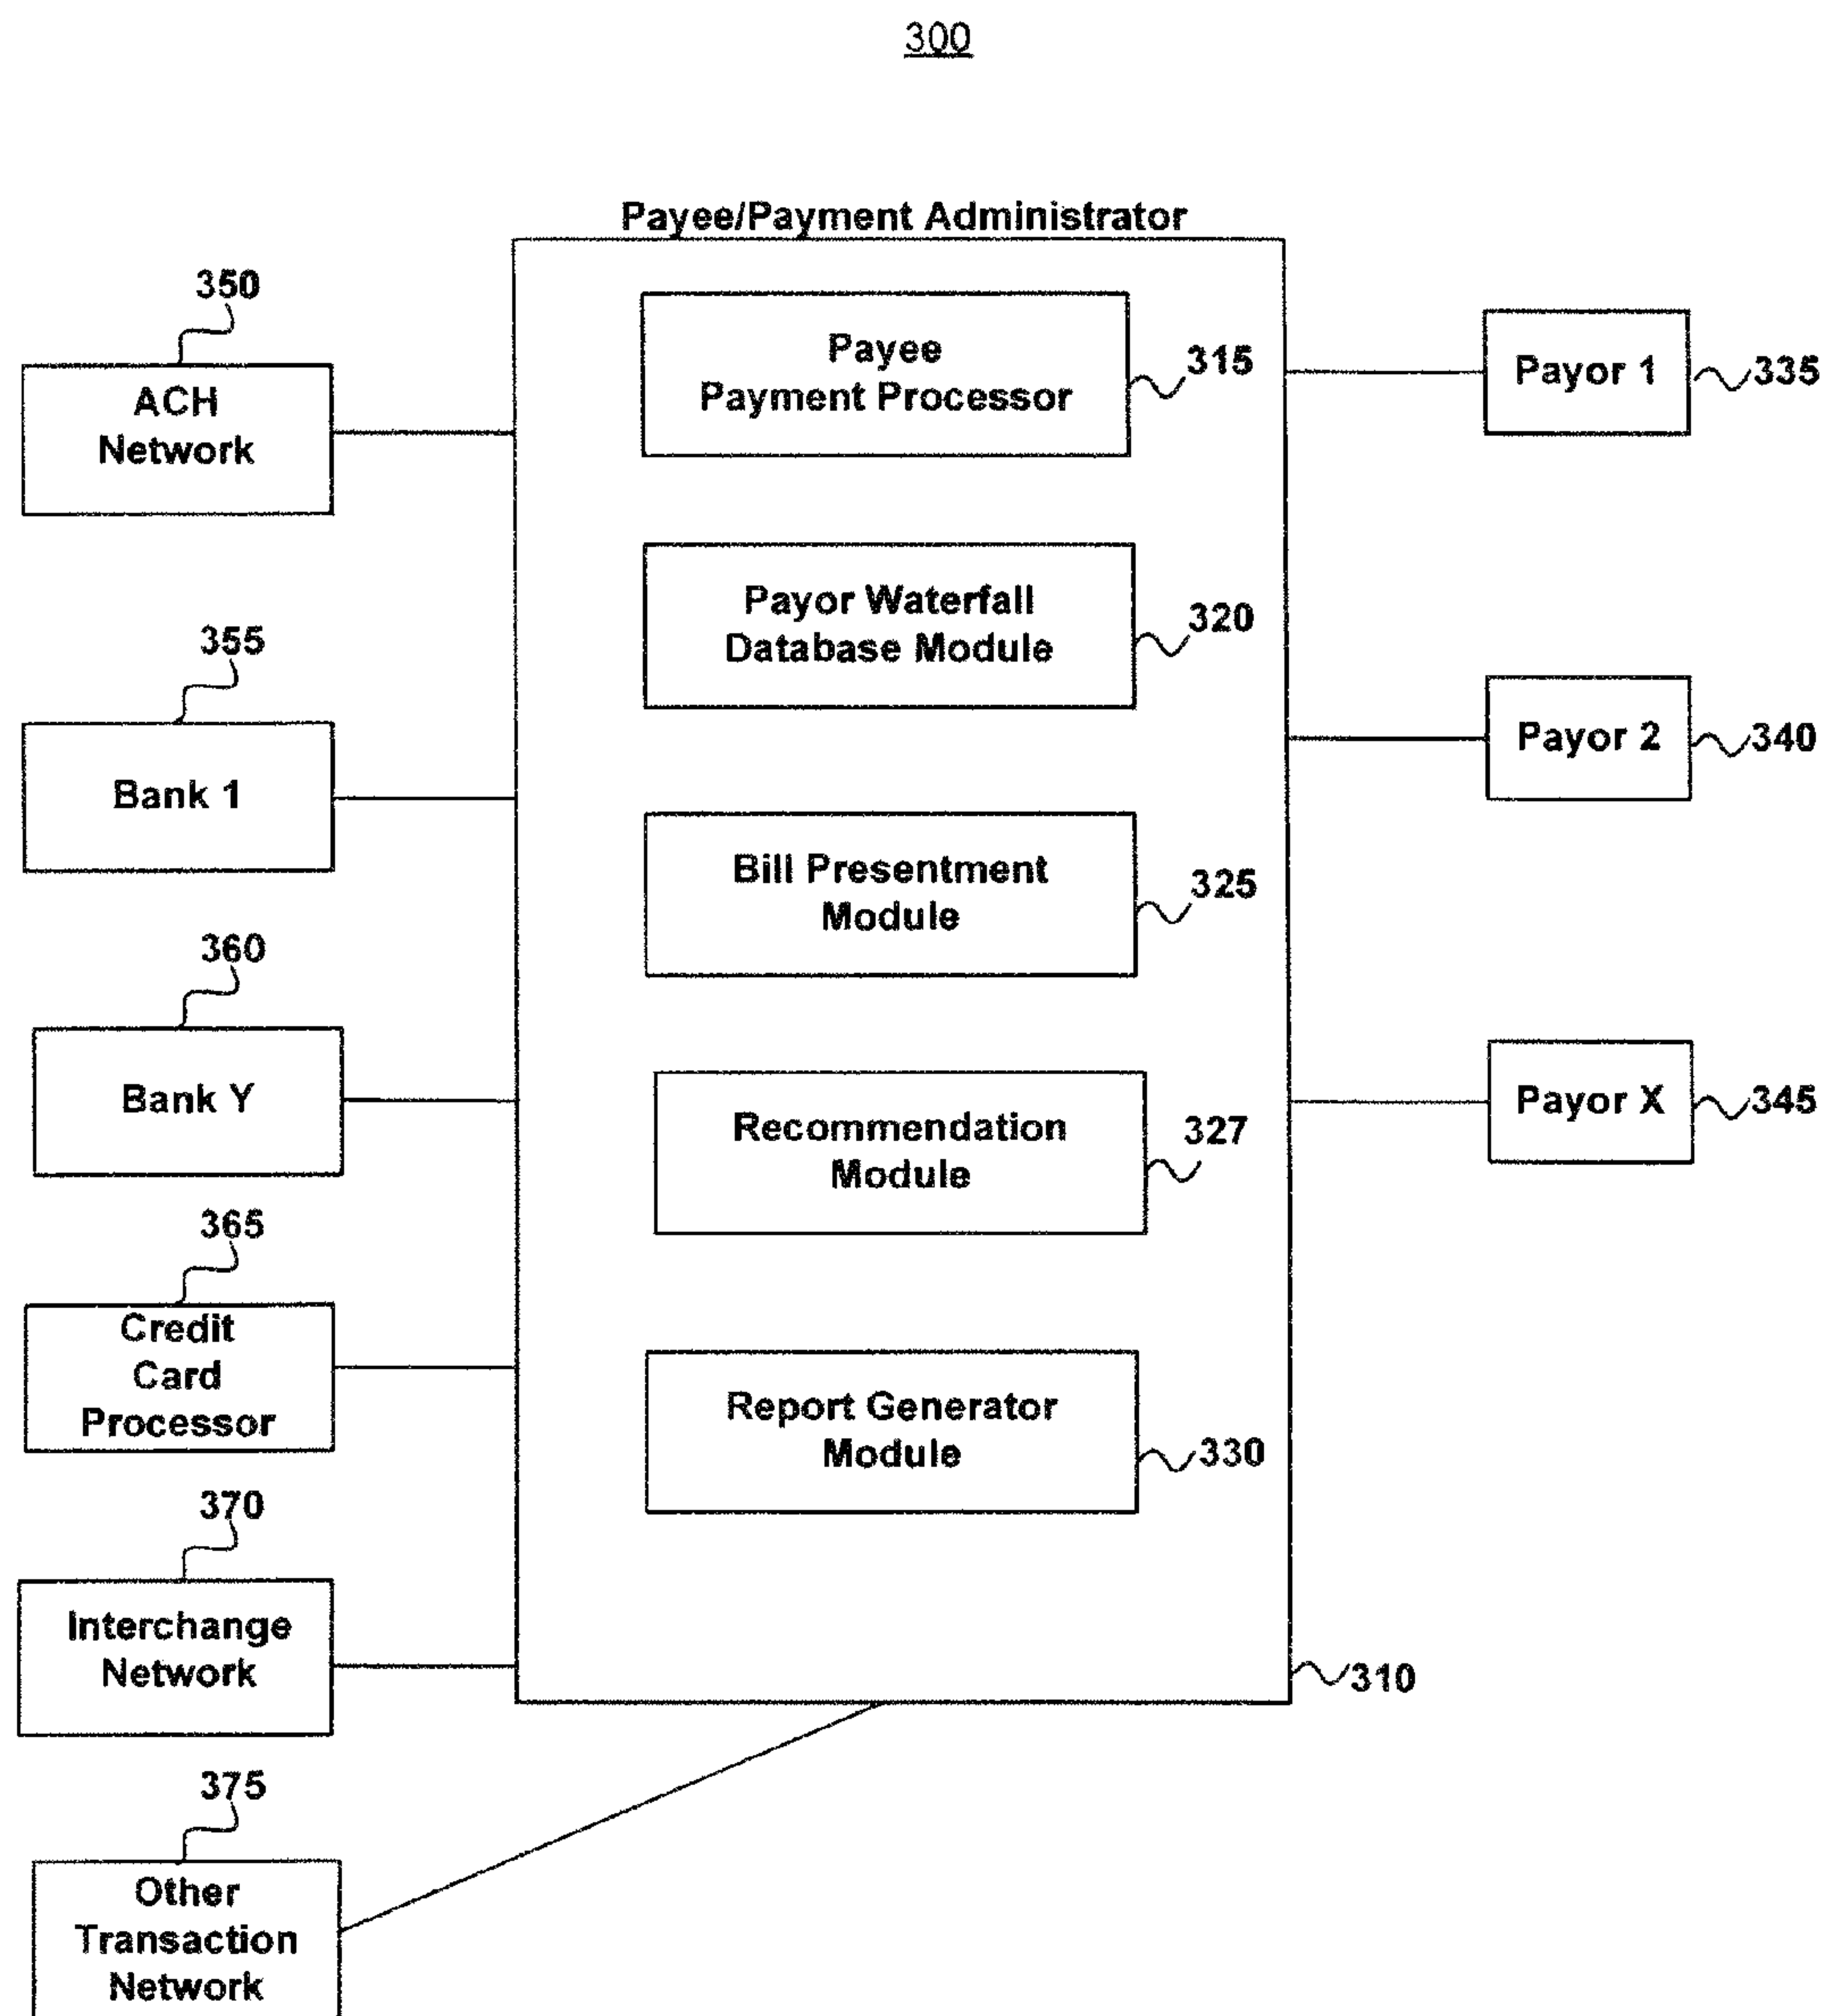 300
Payee/Payment Administrator
350
ACH
Network
355
Bank 1
360
Bank Y
365
Credit
Card
Processor
370
Interchange
Network
375
Other
Transaction
Network
Payee
Payment Processor
315
Payor Waterfall
Database Module
320
Bill Presentment
Module
325
Recommendation
Module
327
Report Generator
Module
330
310
Payor 1
335
Payor 2
340
Payor X
345